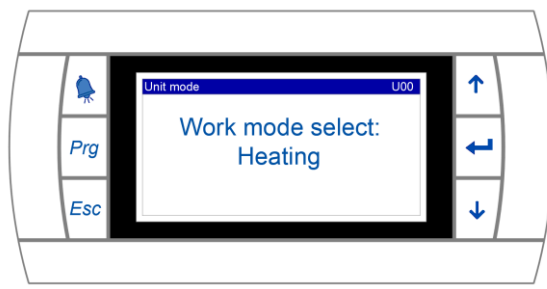 Unit mode U00
Work mode select:
Heating
Prg
Esc